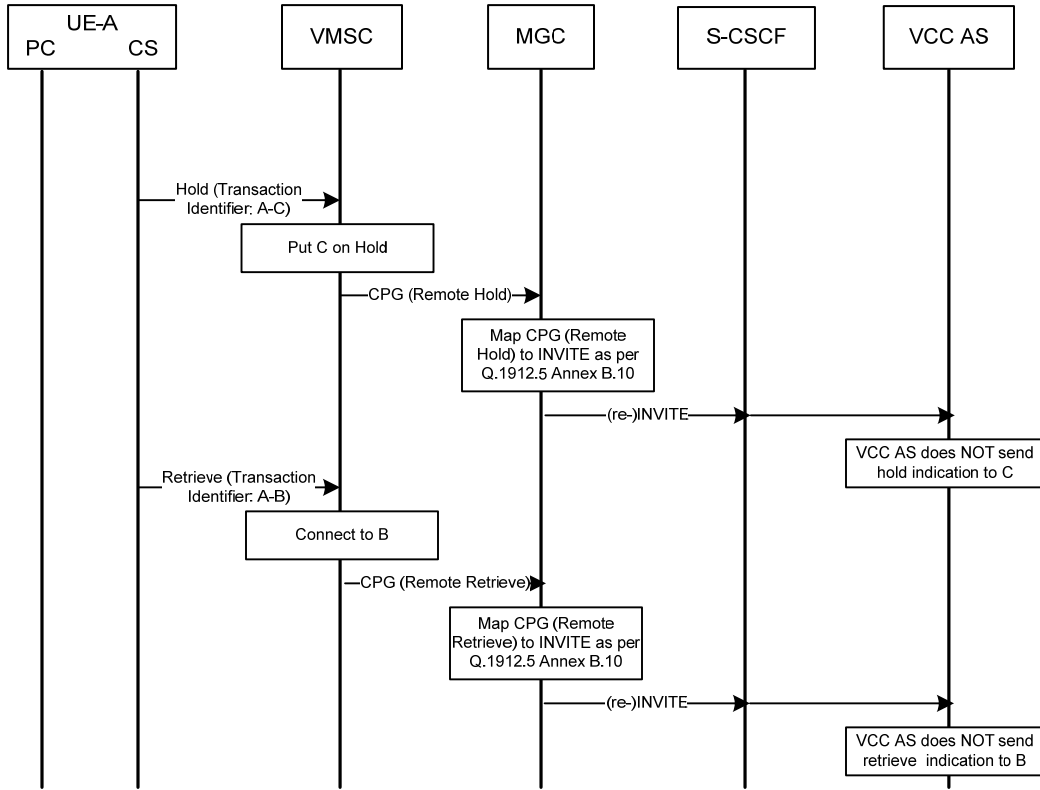 UE-A
PC CS
VMSC
MGC
S-CSCF
VCC AS
Hold (Transaction
Identifier: A-C)
Put C on Hold
CPG (Remote Hold)
Map CPG (Remote
Hold) to INVITE as per
Q.1912.5 Annex B.10
(re-)INVITE
VCC AS does NOT send
hold indication to C
Retrieve (Transaction
Identifier: A-B)
Connect to B
CPG (Remote Retrieve)
Map CPG (Remote
Retrieve) to INVITE as per
Q.1912.5 Annex B.10
(re-)INVITE
VCC AS does NOT send
retrieve indication to B